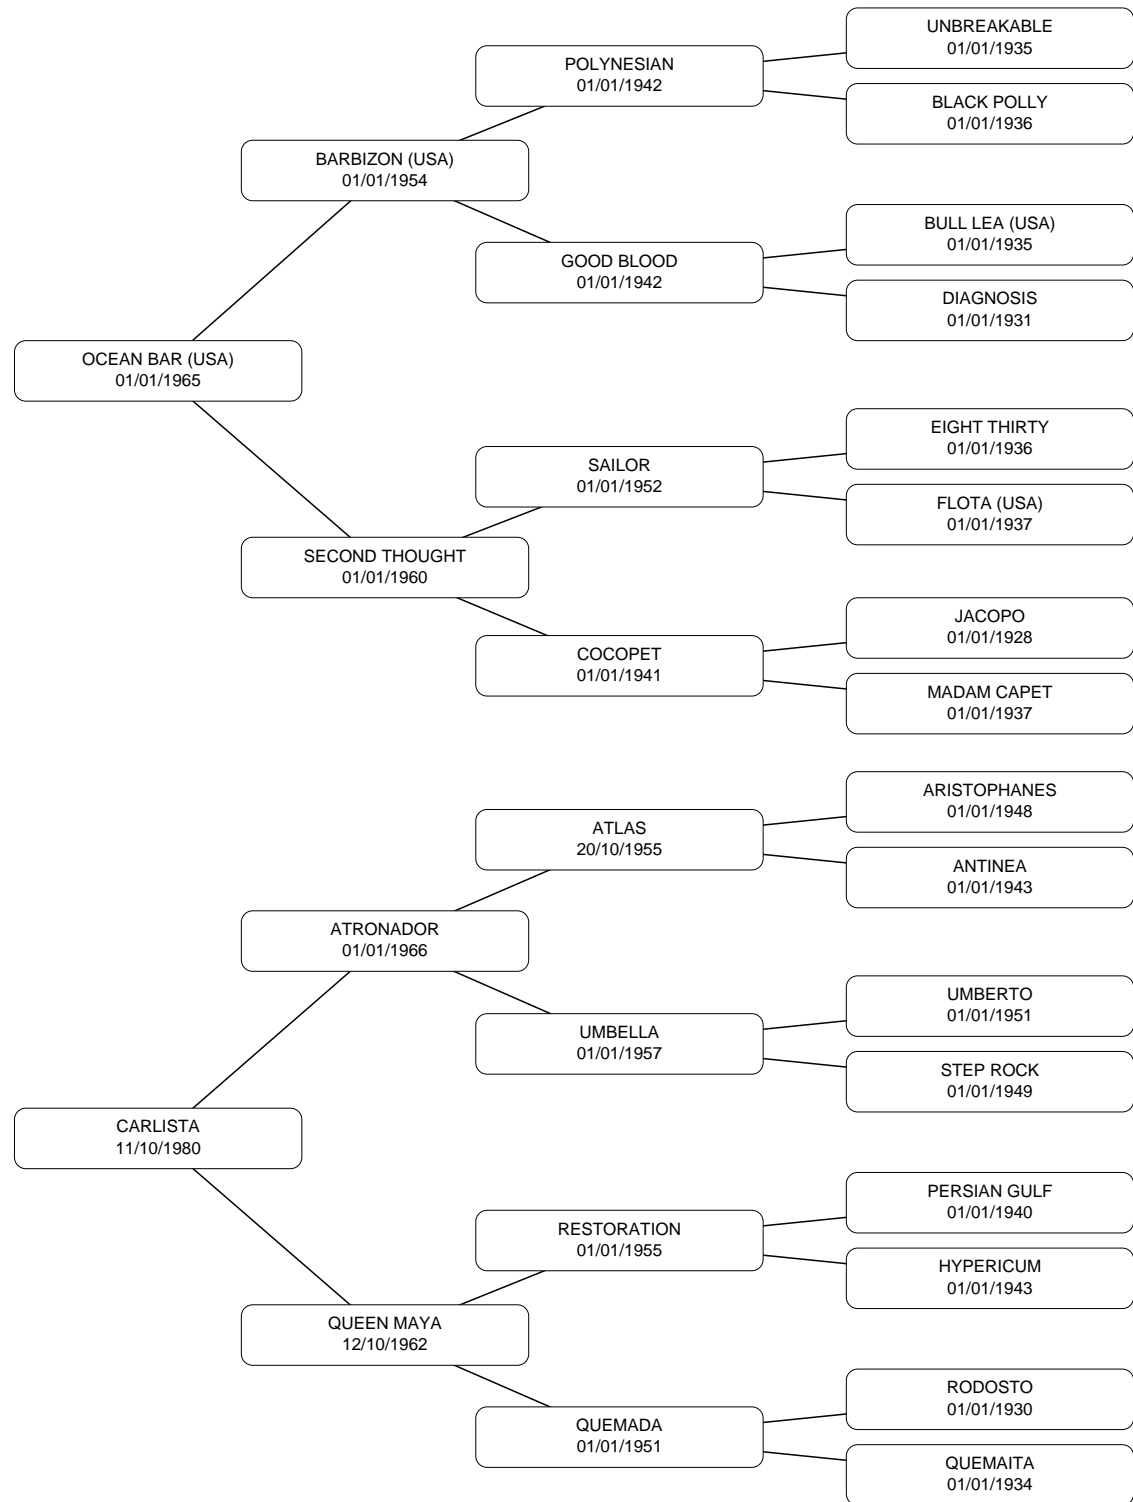 UNBREAKABLE
01/01/1935
POLYNESIAN
01/01/1942
BLACK POLLY
01/01/1936
BARBIZON (USA)
01/01/1954
BULL LEA (USA)
01/01/1935
GOOD BLOOD
01/01/1942
DIAGNOSIS
01/01/1931
OCEAN BAR (USA)
01/01/1965
EIGHT THIRTY
01/01/1936
SAILOR
01/01/1952
FLOTA (USA)
01/01/1937
SECOND THOUGHT
01/01/1960
JACOPO
01/01/1928
COCOPET
01/01/1941
MADAM CAPET
01/01/1937
ARISTOPHANES
01/01/1948
ATLAS
20/10/1955
ANTINEA
01/01/1943
ATRONADOR
01/01/1966
UMBERTO
01/01/1951
UMBELLA
01/01/1957
STEP ROCK
01/01/1949
CARLISTA
11/10/1980
PERSIAN GULF
01/01/1940
RESTORATION
01/01/1955
HYPERICUM
01/01/1943
QUEEN MAYA
12/10/1962
RODOSTO
01/01/1930
QUEMADA
01/01/1951
QUEMAITA
01/01/1934